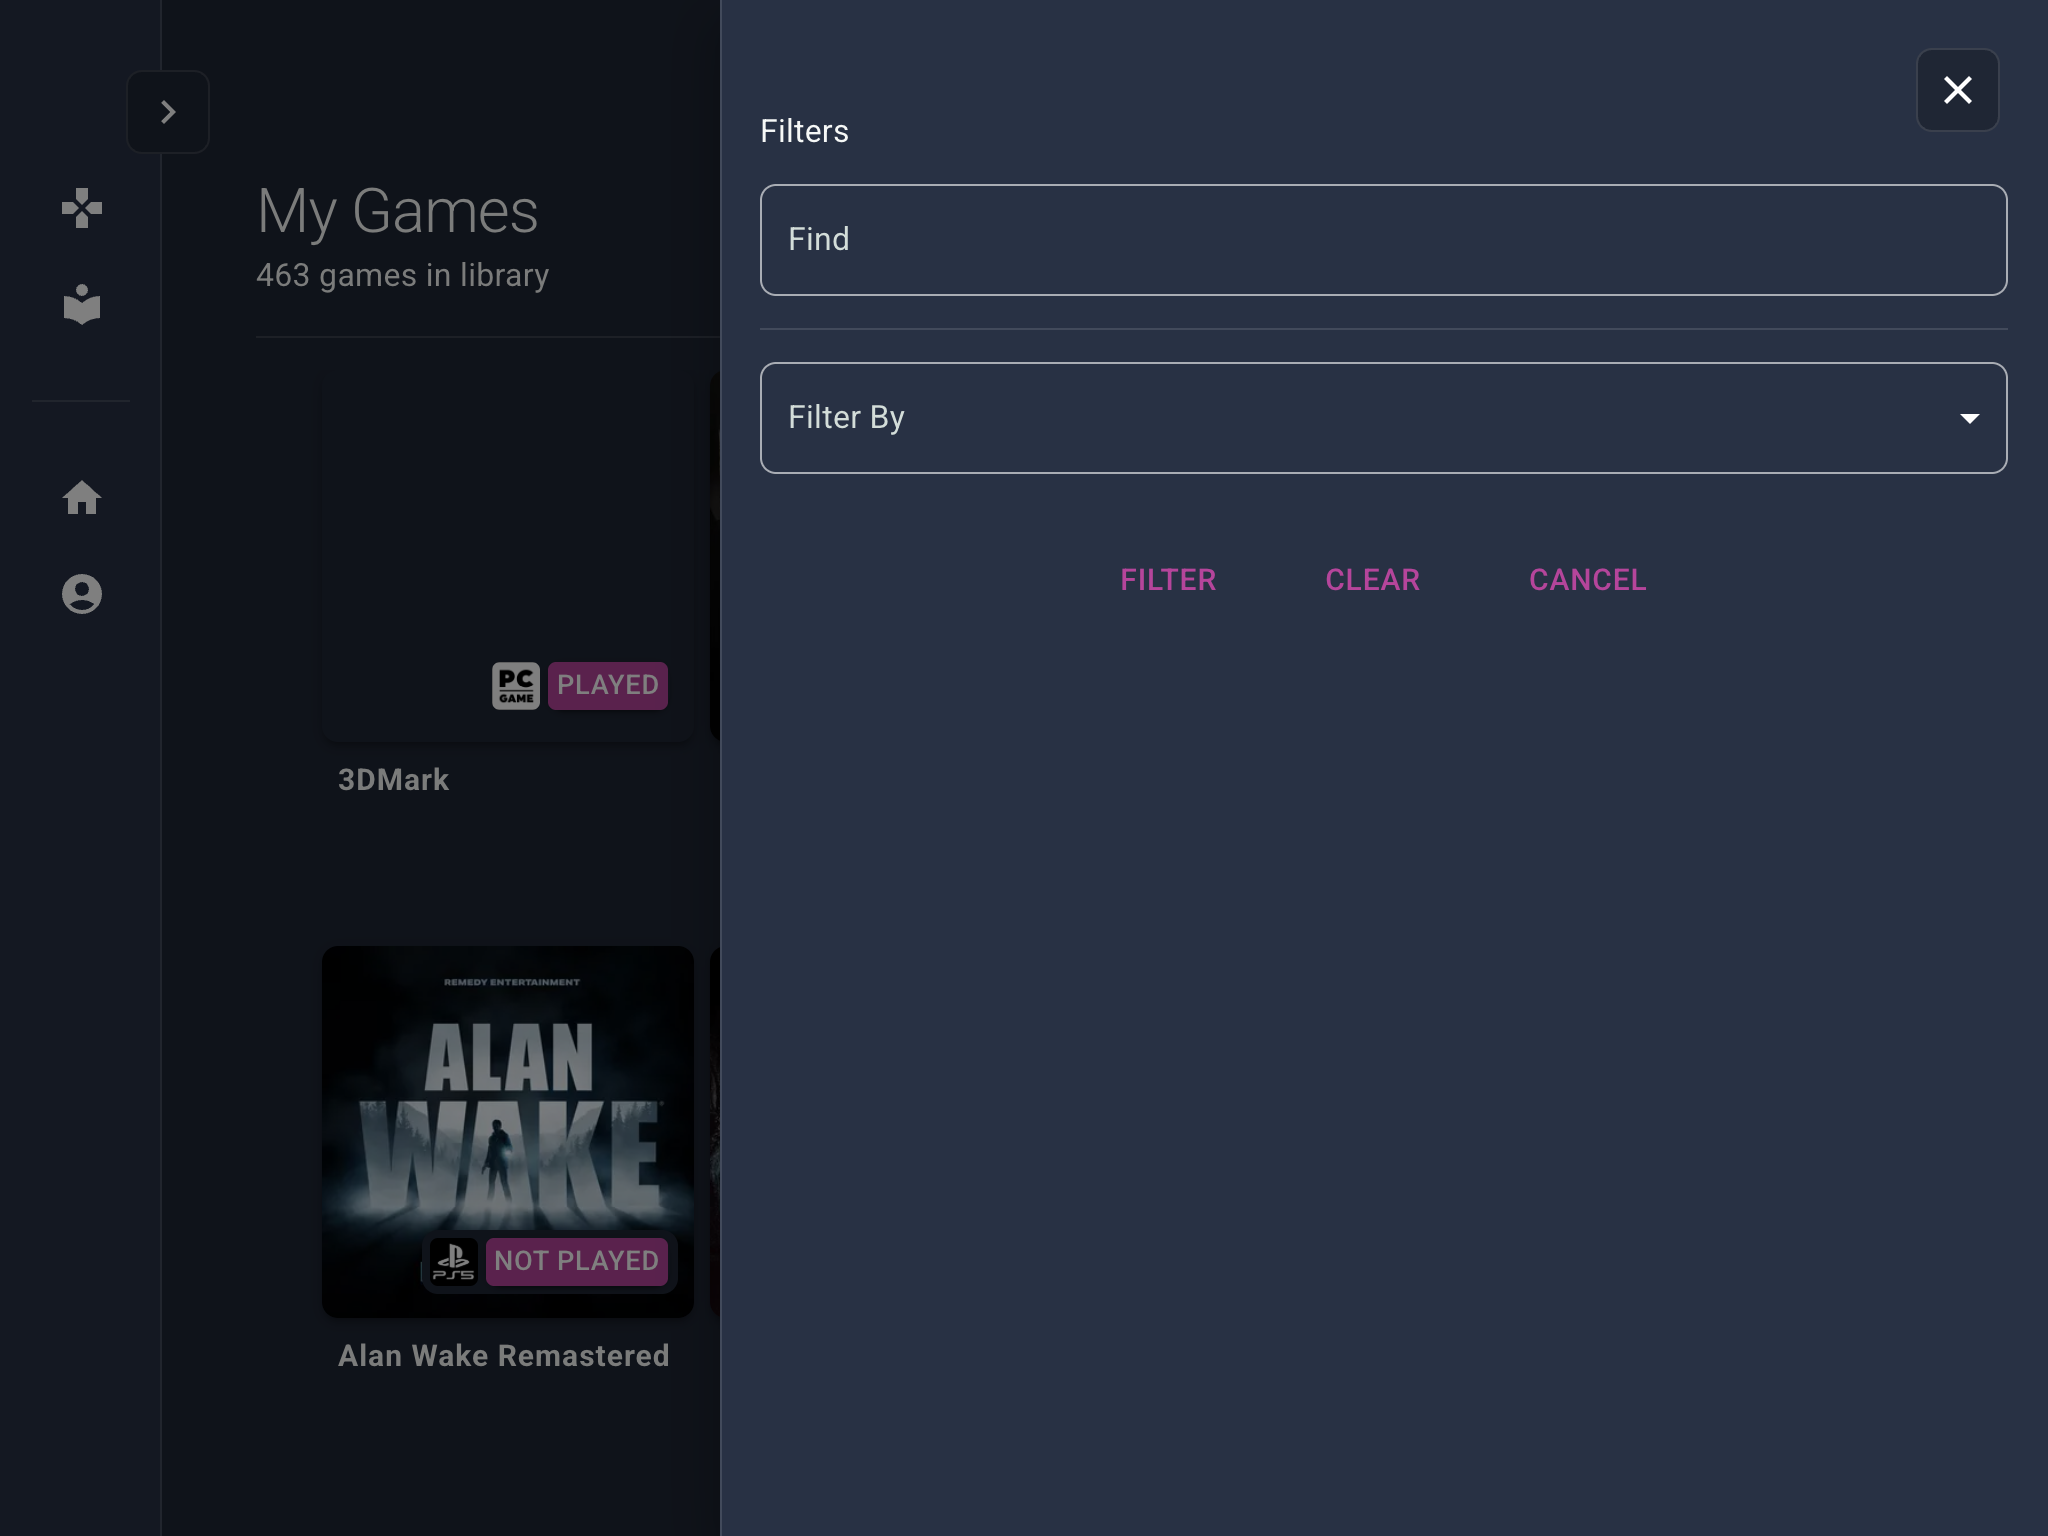 My Games
463 games in library
PC
GAME
PLAYED
3DMark
REMEDY ENTERTAINMENT
ALAN
WAKE
PS5
NOT PLAYED
Alan Wake Remastered
Filters
Find
Filter By
FILTER
CLEAR
CANCEL